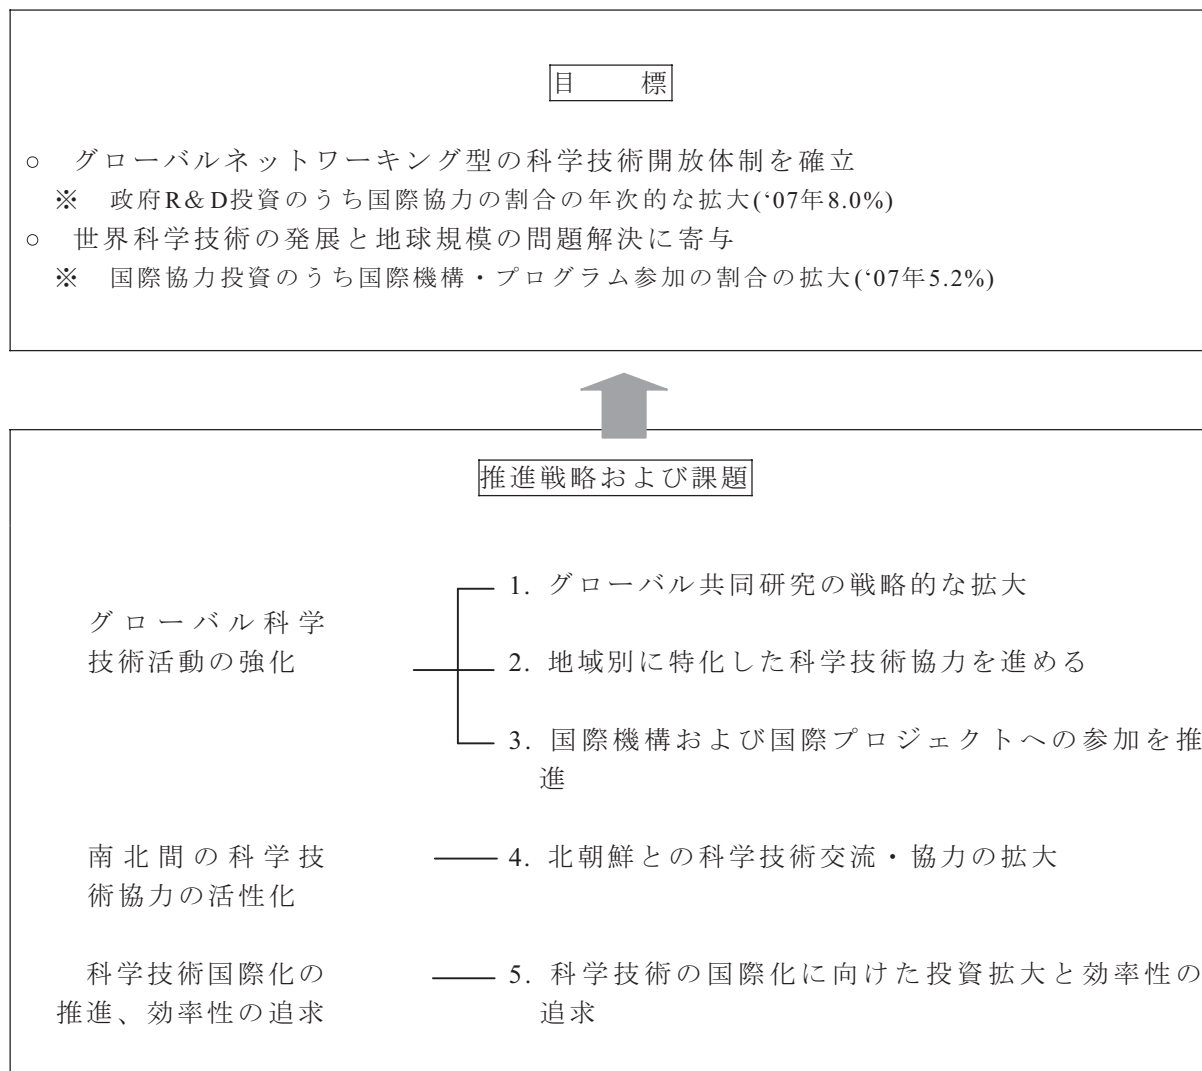 目　　標
○　グローバルネットワーキング型の科学技術開放体制を確立
※　政府R＆D投資のうち国際協力の割合の年次的な拡大(‘07年8.0%)
○　世界科学技術の発展と地球規模の問題解決に寄与
※　国際協力投資のうち国際機構・プログラム参加の割合の拡大(‘07年5.2%)
推進戦略および課題
グローバル科学
技術活動の強化
1. グローバル共同研究の戦略的な拡大
2. 地域別に特化した科学技術協力を進める
3. 国際機構および国際プロジェクトへの参加を推
進
南北間の科学技
術協力の活性化
4. 北朝鮮との科学技術交流・協力の拡大
科学技術国際化の
推進、効率性の追求
5. 科学技術の国際化に向けた投資拡大と効率性の
追求